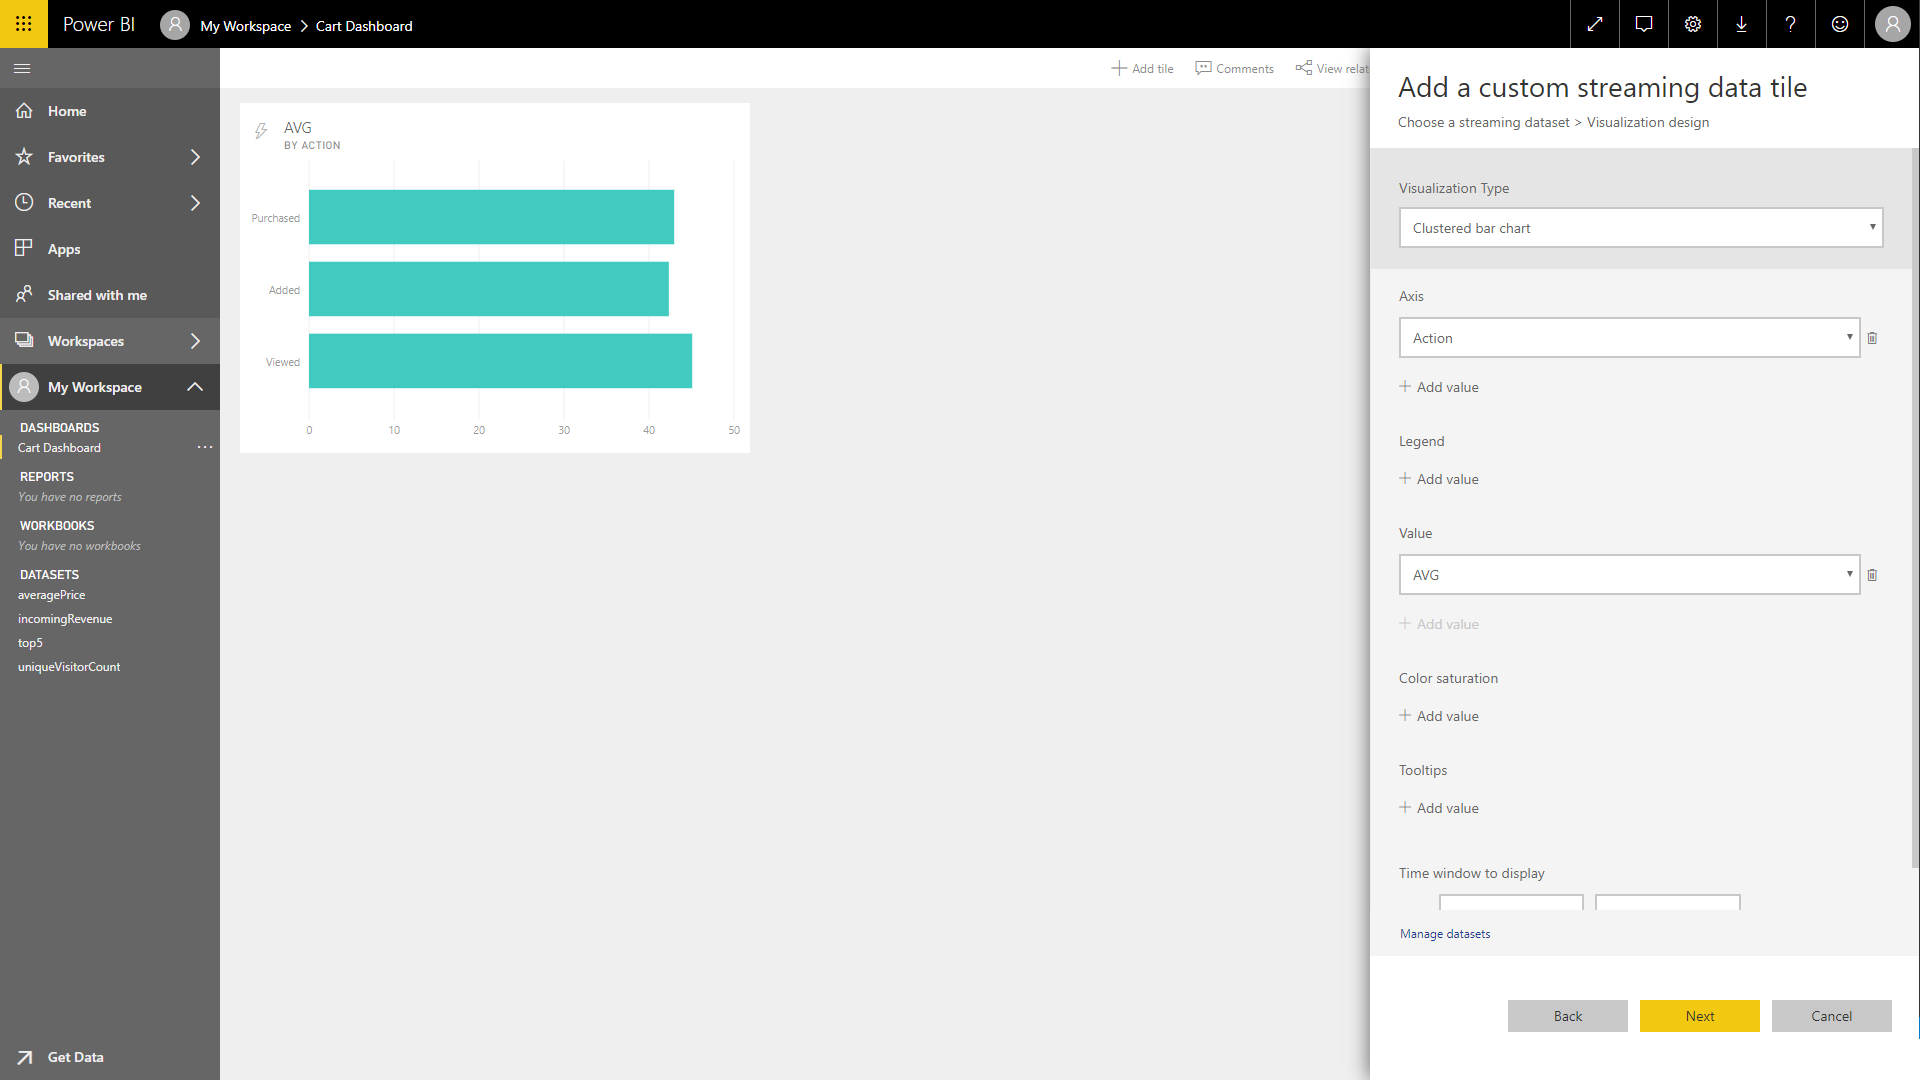 Power BI
My Workspace > Cart Dashboard
Home
Favorites
Recent
Apps
Shared with me
Workspaces
My Workspace
DASHBOARDS
Cart Dashboard
REPORTS
You have no reports
WORKBOOKS
You have no workbooks
DATASETS
averagePrice
incomingRevenue
top5
uniqueVisitorCount
Get Data
Add tile
Comments
View relat
AVG
BY ACTION
Purchased
Added
Viewed
0 10 20 30 40 50
Add a custom streaming data tile
Choose a streaming dataset > Visualization design
Visualization Type
Clustered bar chart
Axis
Action
Add value
Legend
Add value
Value
AVG
Add value
Color saturation
Add value
Tooltips
Add value
Time window to display
Manage datasets
Back
Next
Cancel